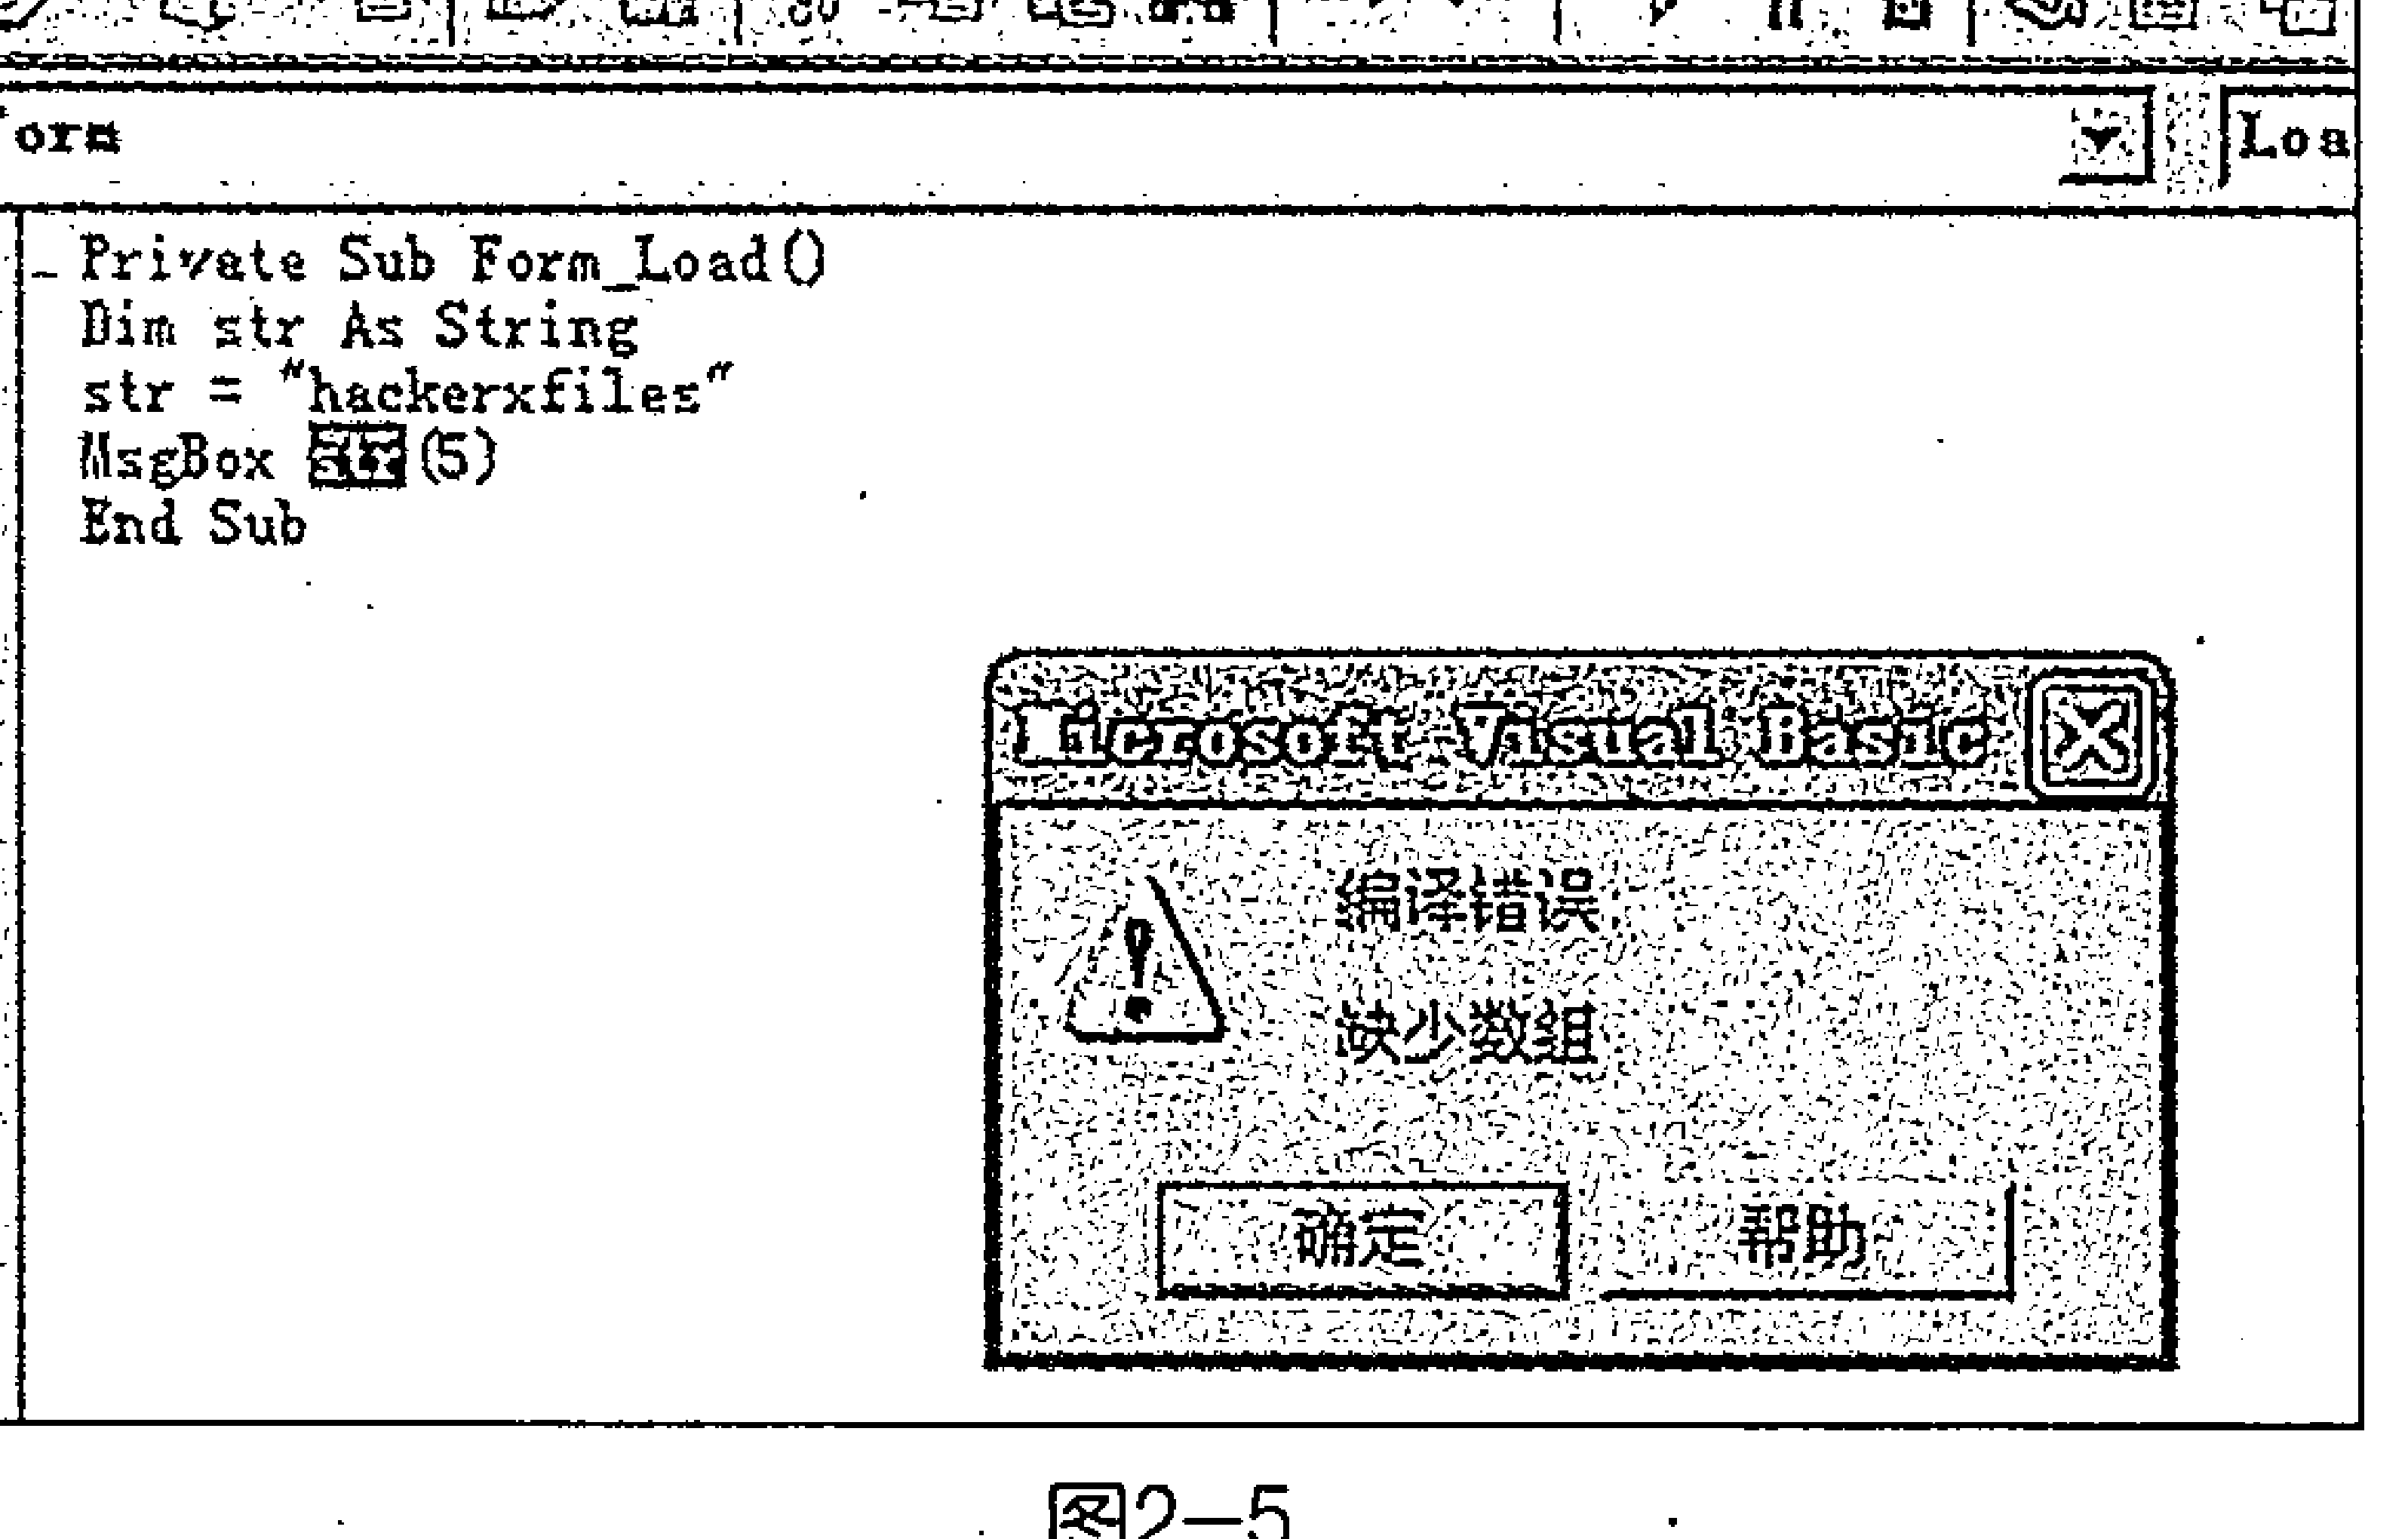 orm
Loa
Private Sub Form_Load()
Dim str As String
str = "hackerxfiles"
MsgBox str(5)
End Sub
Microsoft Visual Basic
编译错误
缺少数组
确定
帮助
图2-5